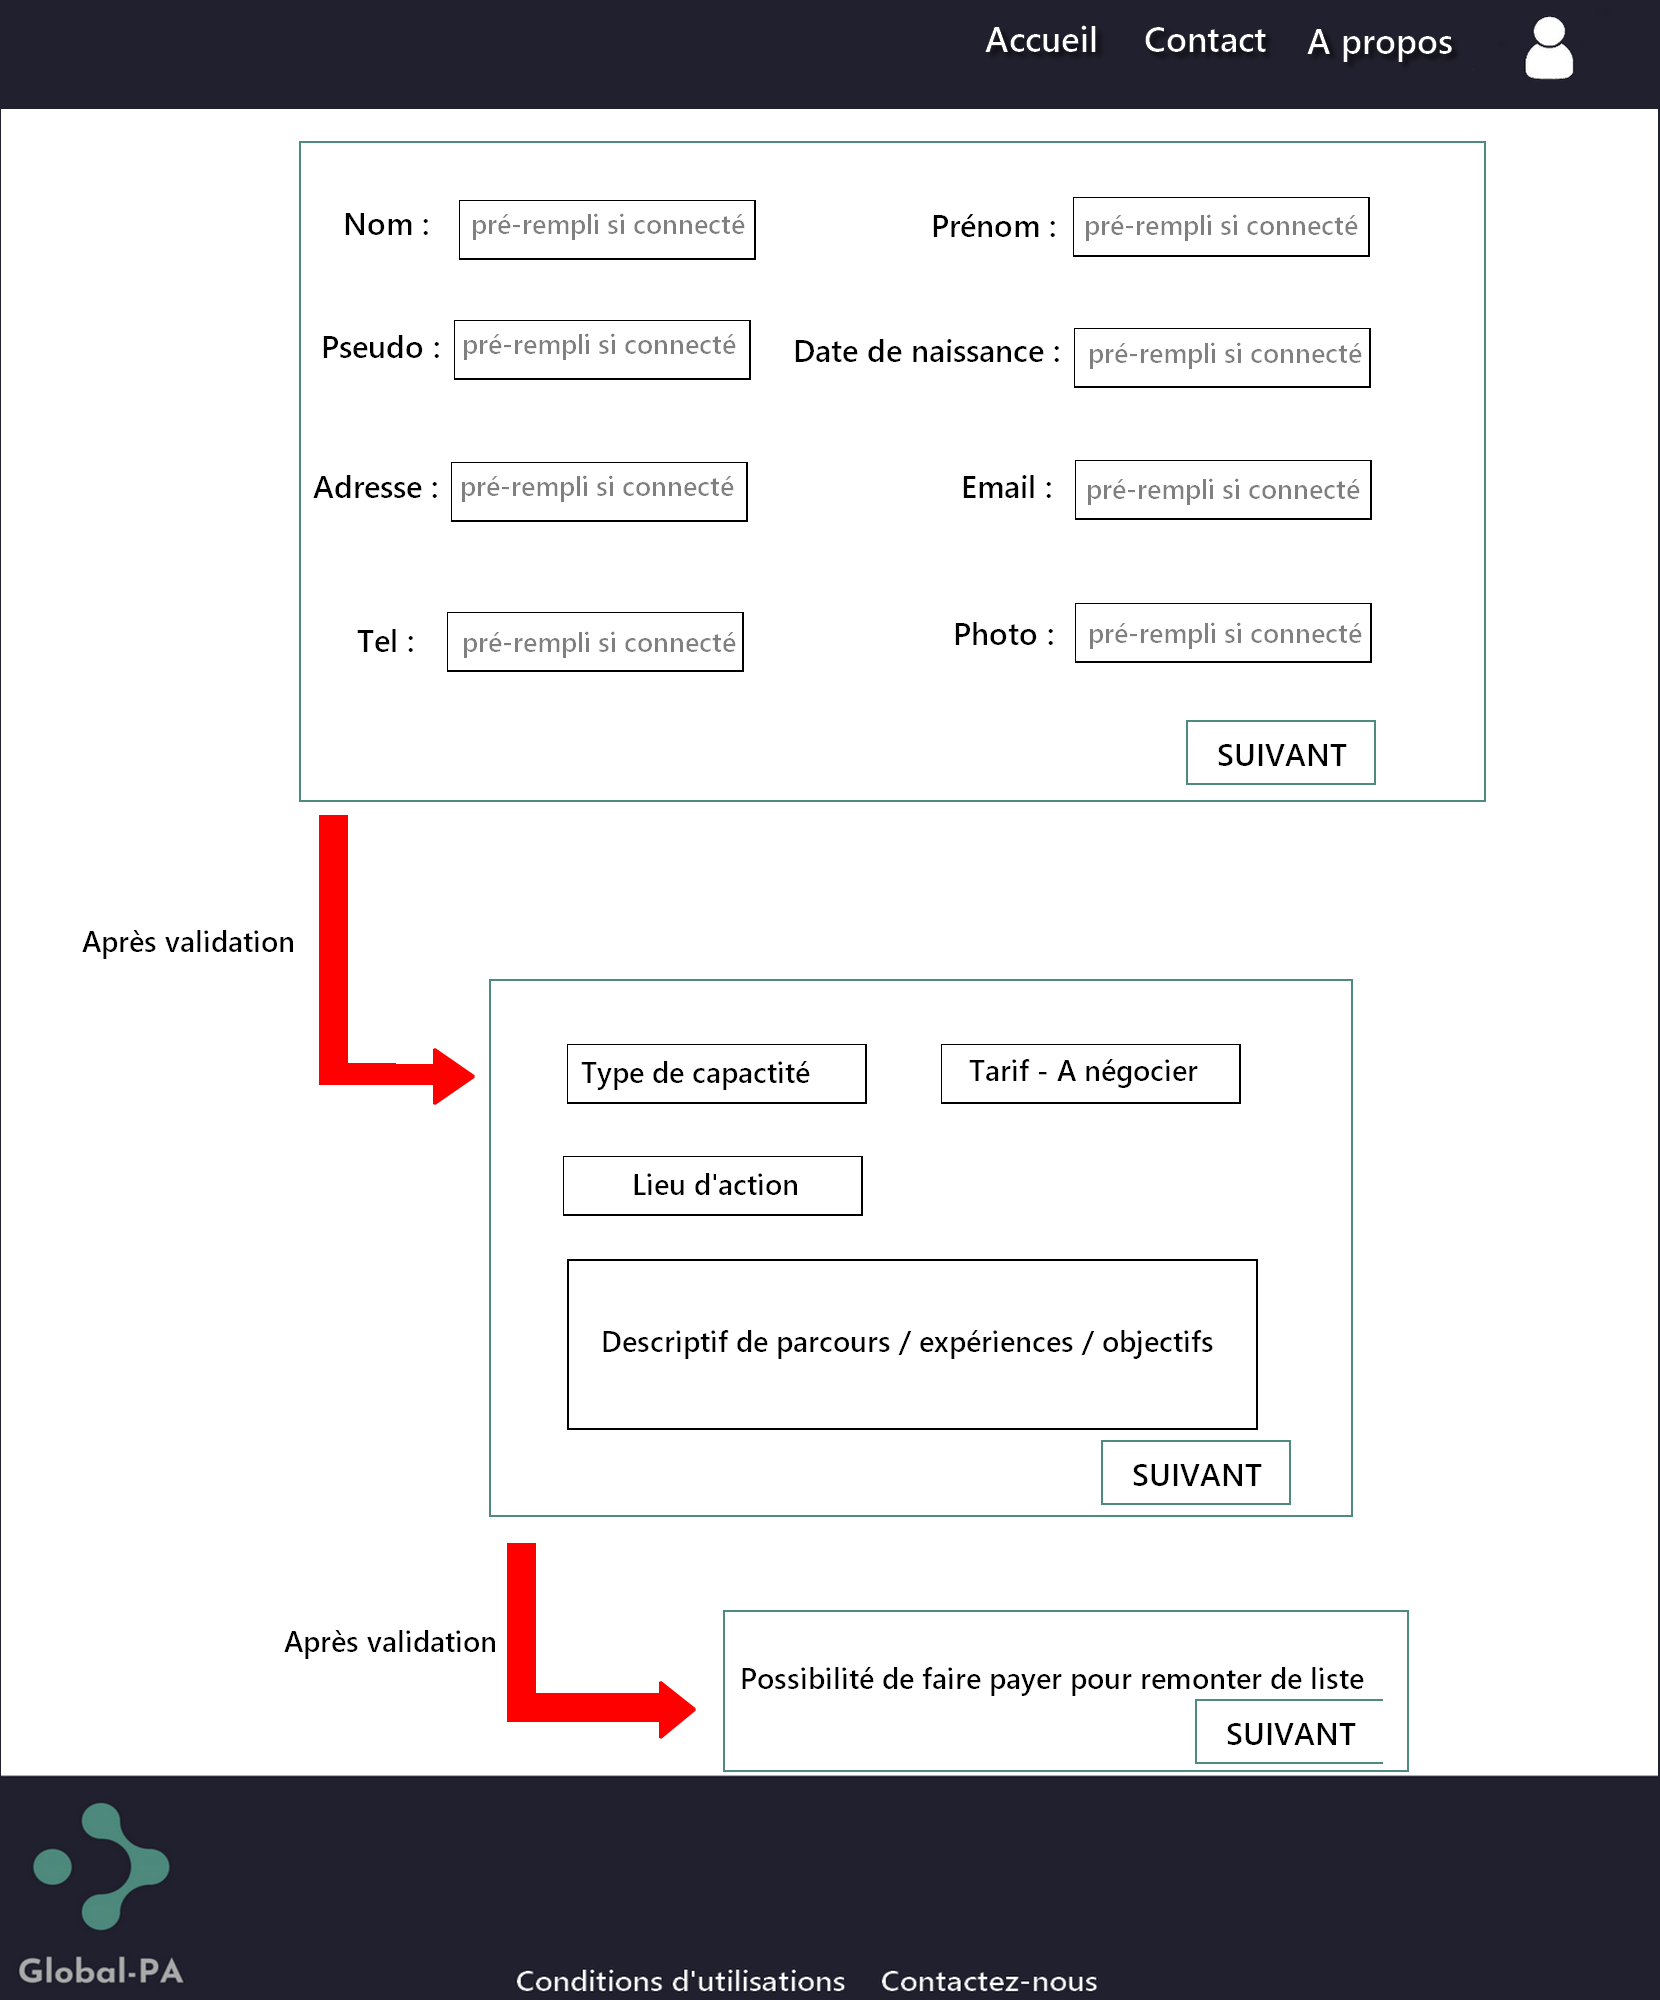 Accueil Contact A propos
Nom : pré-rempli si connecté Prénom : pré-rempli si connecté
Pseudo : pré-rempli si connecté Date de naissance : pré-rempli si connecté
Adresse : pré-rempli si connecté Email : pré-rempli si connecté
Tel : pré-rempli si connecté Photo : pré-rempli si connecté
SUIVANT
Après validation
Type de capactité Tarif - A négocier
Lieu d'action
Descriptif de parcours / expériences / objectifs
SUIVANT
Après validation
Possibilité de faire payer pour remonter de liste
SUIVANT
Global-PA
Conditions d'utilisations Contactez-nous